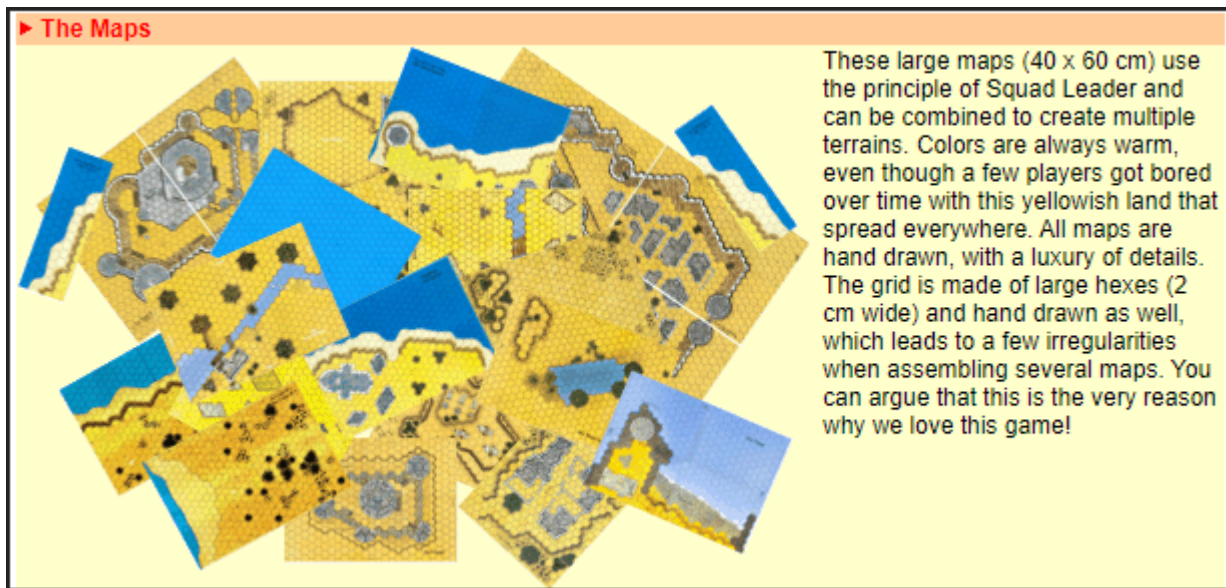 The Maps
These large maps (40 x 60 cm) use
the principle of Squad Leader and
can be combined to create multiple
terrains. Colors are always warm,
even though a few players got bored
over time with this yellowish land that
spread everywhere. All maps are
hand drawn, with a luxury of details.
The grid is made of large hexes (2
cm wide) and hand drawn as well,
which leads to a few irregularities
when assembling several maps. You
can argue that this is the very reason
why we love this game!